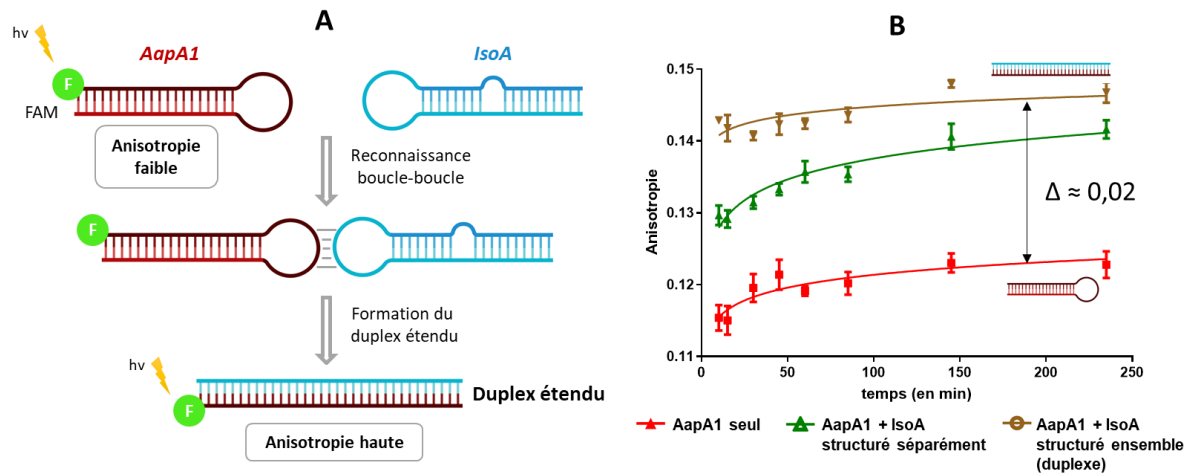 A
hv
AapA1
IsoA
F
FAM
Anisotropie
faible
Reconnaissance
boucle-boucle
F
Formation du
duplex étendu
hv
F
Duplex étendu
Anisotropie haute
B
0.15
0.14
0.13
0.12
0.11
Anisotropie
Δ ≈ 0,02
0
50
100
150
200
250
temps (en min)
AapA1 seul
AapA1 + IsoA
structuré séparément
AapA1 + IsoA
structuré ensemble
(duplexe)